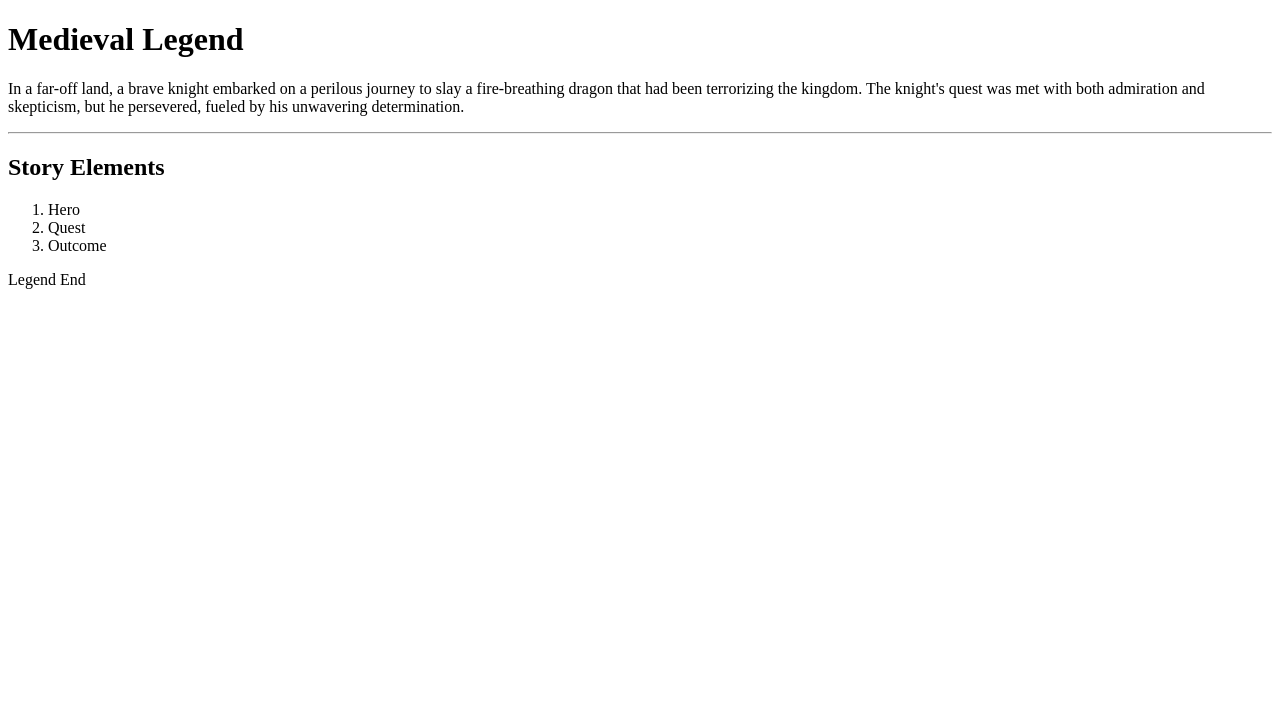 Medieval Legend
In a far-off land, a brave knight embarked on a perilous journey to slay a fire-breathing dragon that had been terrorizing the kingdom. The knight's quest was met with both admiration and
skepticism, but he persevered, fueled by his unwavering determination.
Story Elements
1. Hero
2. Quest
3. Outcome
Legend End